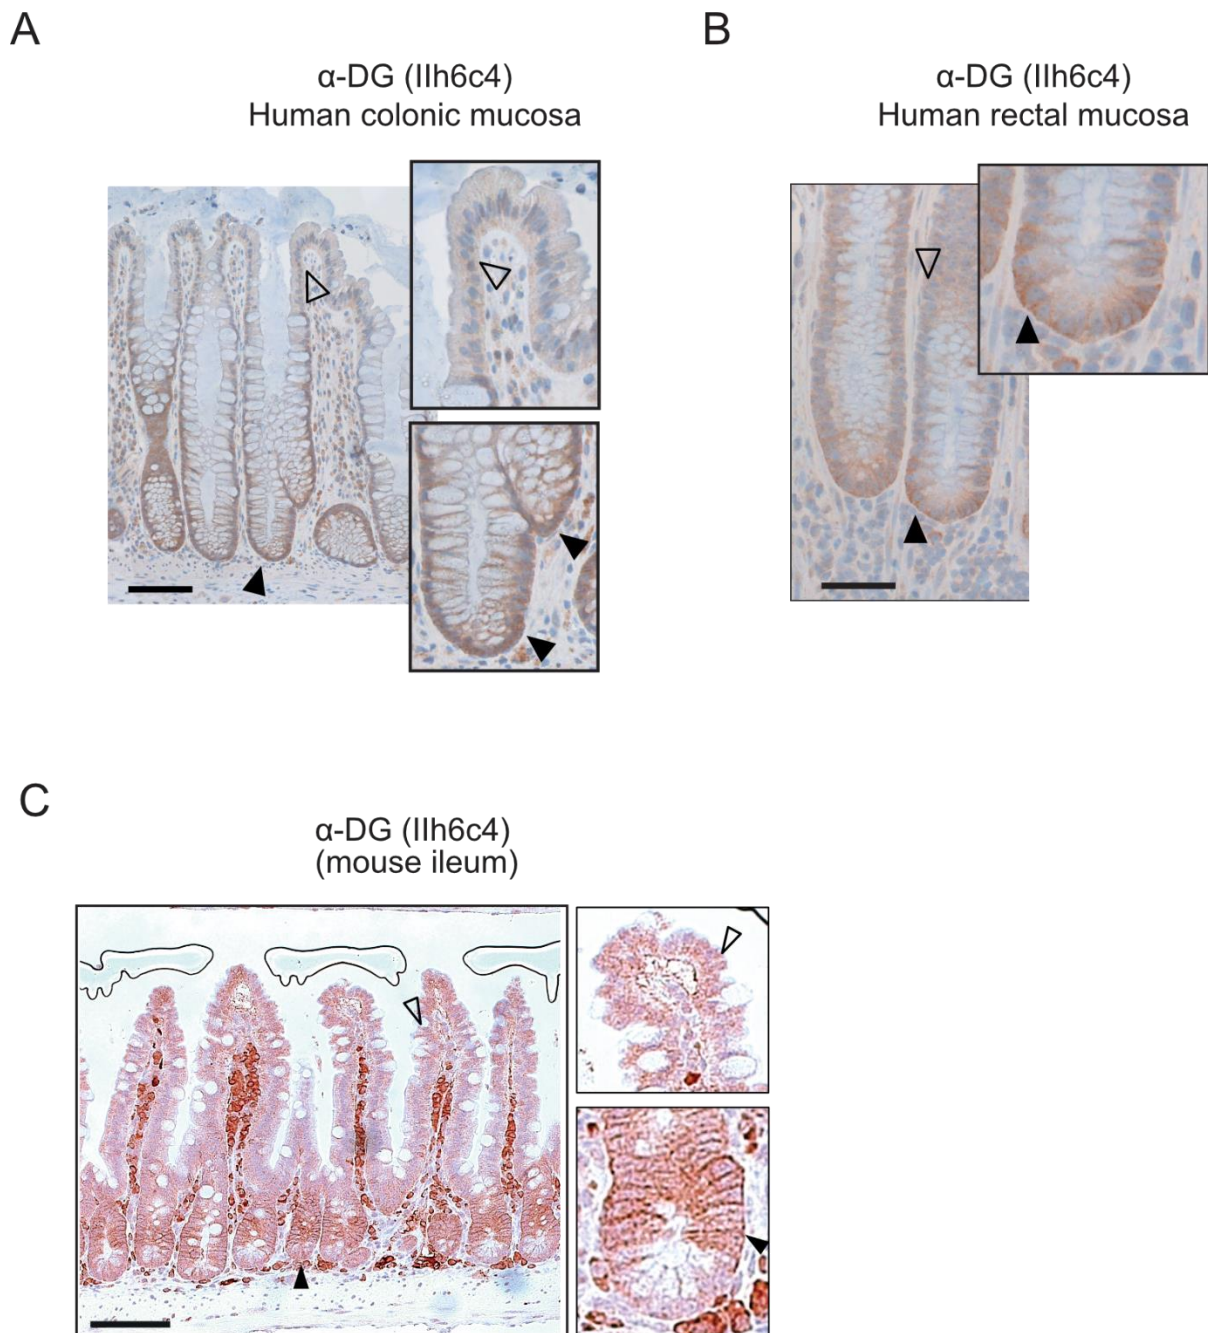 A
α-DG (IIh6c4)
Human colonic mucosa
B
α-DG (IIh6c4)
Human rectal mucosa
C
α-DG (IIh6c4)
(mouse ileum)